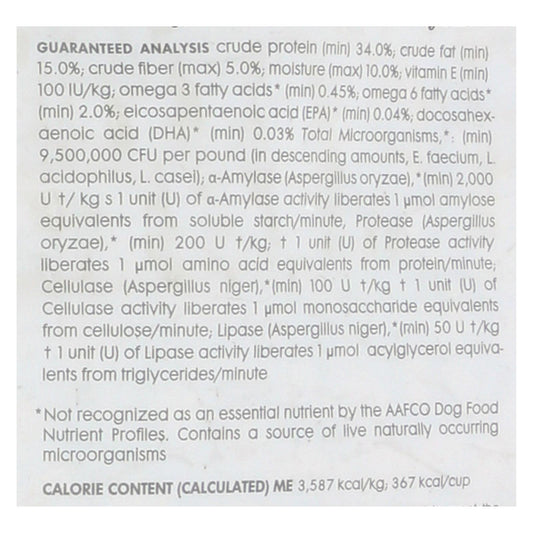 GUARANTEED ANALYSIS crude protein (min) 34.0%; crude fat (min)
15.0%; crude fiber (max) 5.0%; moisture (max) 10.0%; vitamin E (min)
100 IU/kg; omega 3 fatty acids* (min) 0.45%; omega 6 fatty acids*
(min) 2.0%; eicosapentaenoic acid (EPA)* (min) 0.04%; docosahex-
aenoic acid (DHA)* (min) 0.03% Total Microorganisms,*: (min)
9,500,000 CFU per pound (in descending amounts, E. faecium, L.
acidophilus, L. casei); α-Amylase (Aspergillus oryzae),*(min) 2,000
U †/ kg s 1 unit (U) of α-Amylase activity liberates 1 µmol amylose
equivalents from soluble starch/minute, Protease (Aspergillus
oryzae),* (min) 200 U †/kg; † 1 unit (U) of Protease activity
liberates 1 µmol amino acid equivalents from protein/minute;
Cellulase (Aspergillus niger),*(min) 100 U †/kg † 1 unit (U) of
Cellulase activity liberates 1 µmol monosaccharide equivalents
from cellulose/minute; Lipase (Aspergillus niger),*(min) 50 U †/kg
† 1 unit (U) of Lipase activity liberates 1 µmol acylglycerol equiva-
lents from triglycerides/minute
*Not recognized as an essential nutrient by the AAFCO Dog Food
Nutrient Profiles. Contains a source of live naturally occurring
microorganisms
CALORIE CONTENT (CALCULATED) ME 3,587 kcal/kg; 367 kcal/cup